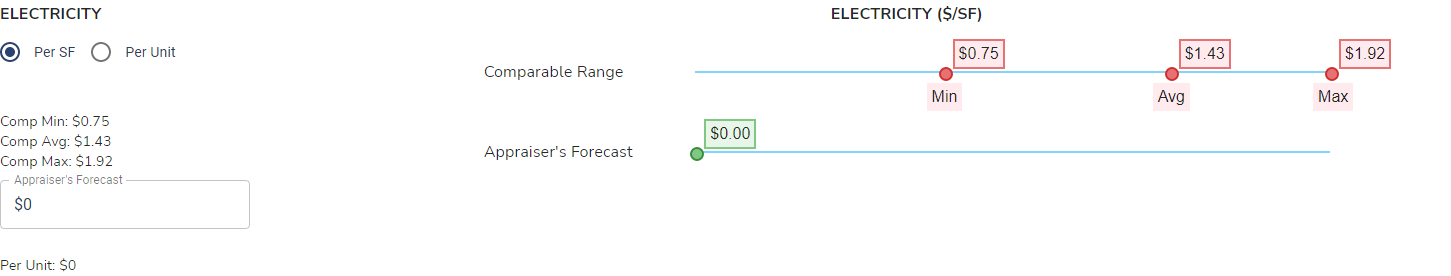 ELECTRICITY
Per SF
Per Unit
Comp Min: $0.75
Comp Avg: $1.43
Comp Max: $1.92
Appraiser's Forecast
$0
Per Unit: $0
ELECTRICITY ($/SF)
Comparable Range
$0.75
$1.43
$1.92
Min
Avg
Max
Appraiser's Forecast
$0.00